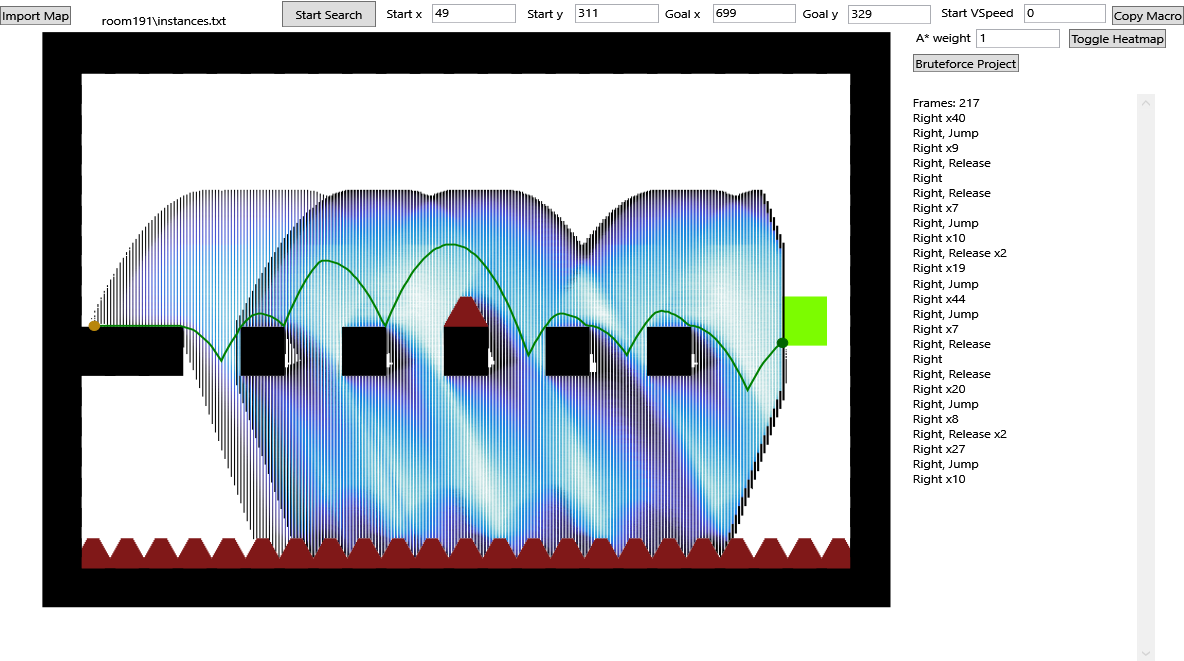 Import Map
room191\instances.txt
Start Search
Start x 49
Start y 311
Goal x 699
Goal y 329
Start VSpeed 0
Copy Macro
A* weight 1
Toggle Heatmap
Bruteforce Project
Frames: 217
Right x40
Right, Jump
Right x9
Right, Release
Right
Right, Release
Right x7
Right, Jump
Right x10
Right, Release x2
Right x19
Right, Jump
Right x44
Right, Jump
Right x7
Right, Release
Right
Right, Release
Right x20
Right, Jump
Right x8
Right, Release x2
Right x27
Right, Jump
Right x10